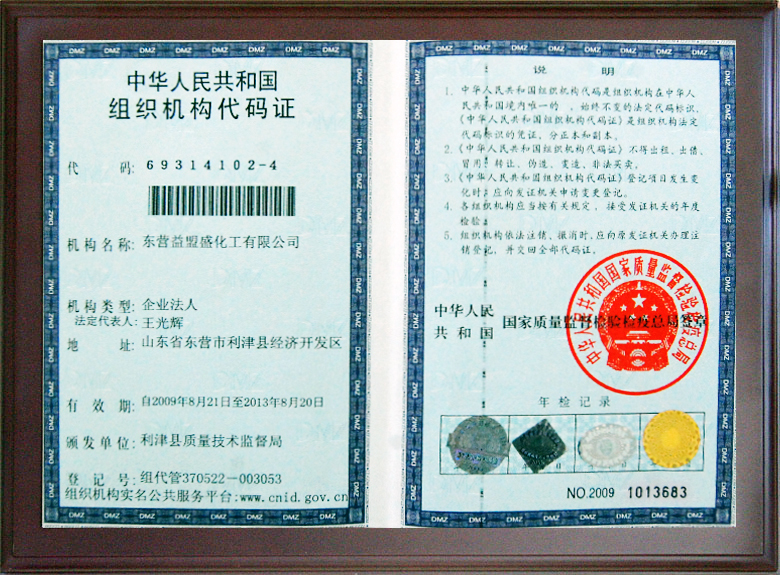 中华人民共和国
组织机构代码证
代 码: 69314102-4
机构名称: 东营益盟盛化工有限公司
机构类型: 企业法人
法定代表人: 王光辉
地 址: 山东省东营市利津县经济开发区
有 效 期: 自2009年8月21日至2013年8月20日
颁发单位: 利津县质量技术监督局
登 记 号: 组代管370522—003053
组织机构实名公共服务平台:www.cnid.gov.cn
说 明
1. 中华人民共和国组织机构代码是组织机构在中华人
民共和国境内唯一的、始终不变的法定代码标识,
《中华人民共和国组织机构代码证》是组织机构法定
代码标识的凭证,分正本和副本。
2. 《中华人民共和国组织机构代码证》不得出租、出借、
冒用、转让、伪造、变造、非法买卖。
3. 《中华人民共和国组织机构代码证》登记项目发生变
化时,应向发证机关申请变更登记。
4. 各组织机构应当按有关规定,接受发证机关的年度
检验。
5. 组织机构依法注销、撤消时,应向原发证机关办理注
销登记,并交回全部代码证。
中华人民
共和国
国家质量监督检验检疫总局签章
中华人民共和国国家质量监督检验检疫总局
年检记录
NO.2009 1013683